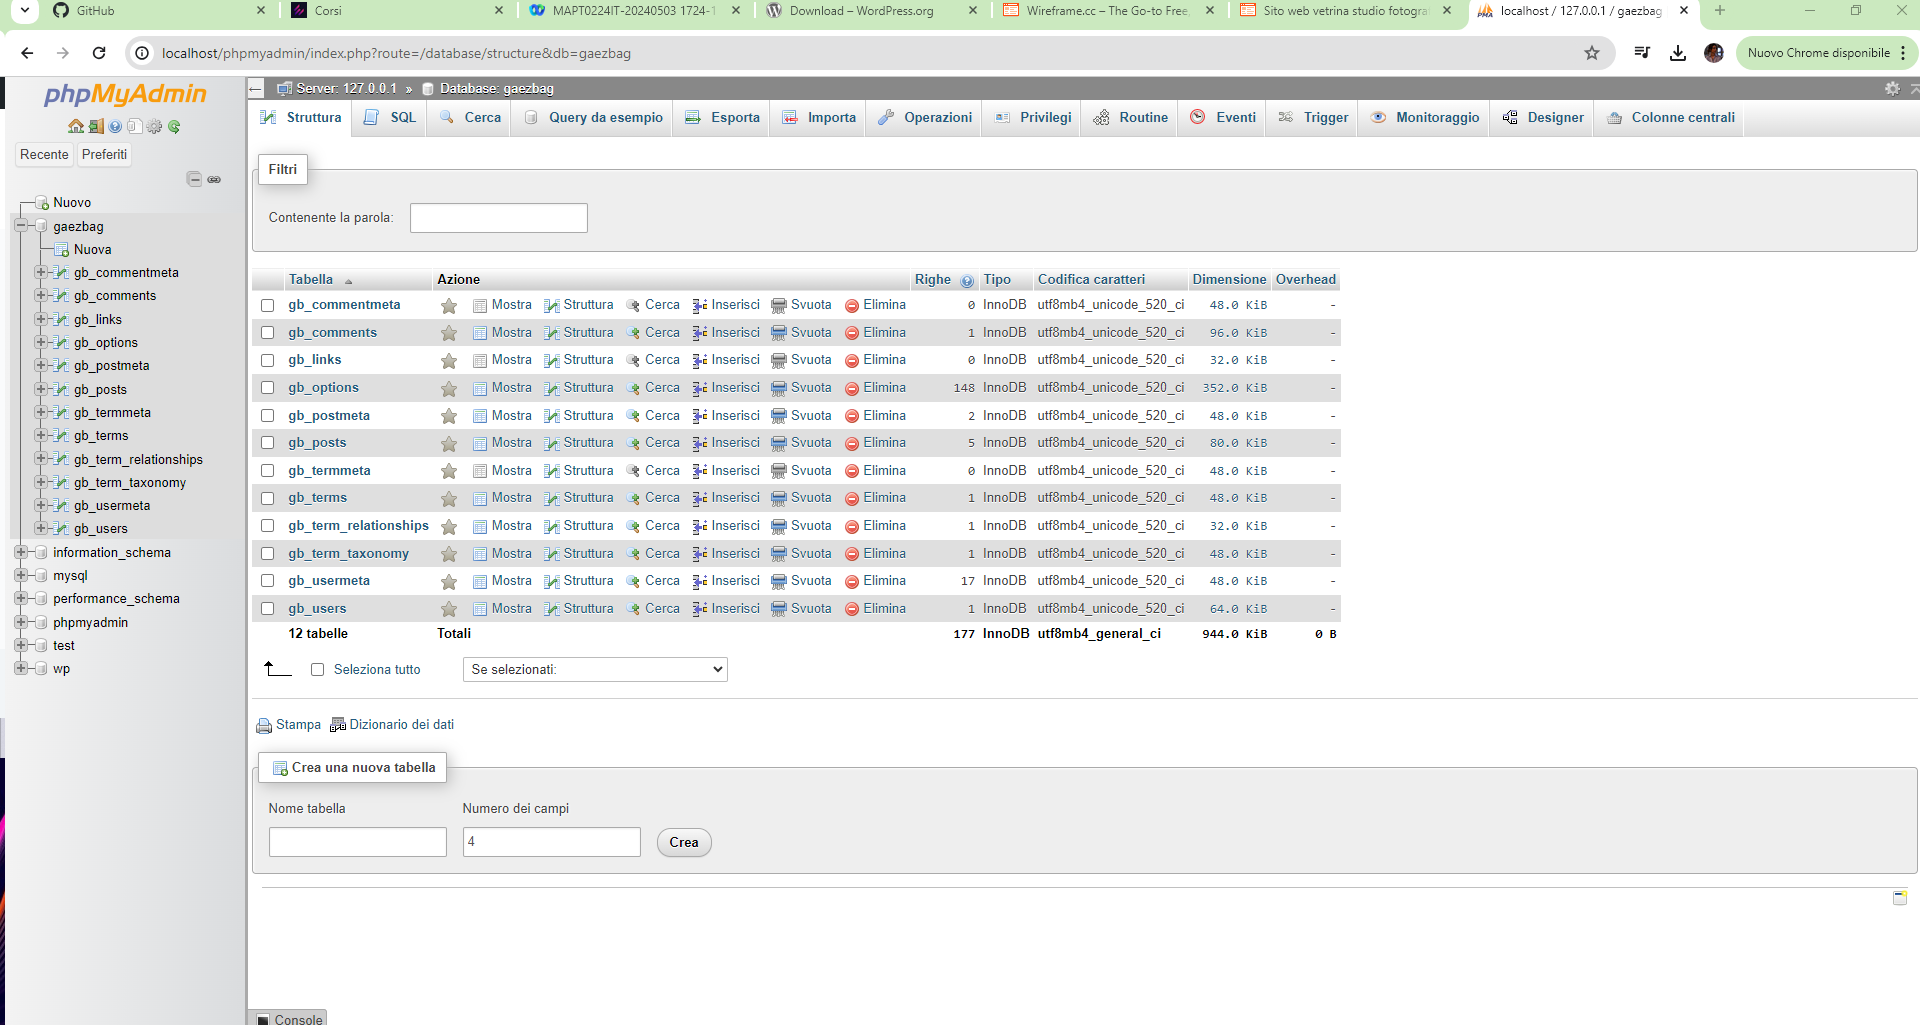 GitHub
Corsi
MAPT0224IT-20240503 1724-1
Download – WordPress.org
Wireframe.cc – The Go-to Free
Sito web vetrina studio fotogra
localhost / 127.0.0.1 / gaezbag
localhost/phpmyadmin/index.php?route=/database/structure&db=gaezbag
Nuovo Chrome disponibile
phpMyAdmin
Recente
Preferiti
Nuovo
gaezbag
Nuova
gb_commentmeta
gb_comments
gb_links
gb_options
gb_postmeta
gb_posts
gb_termmeta
gb_terms
gb_term_relationships
gb_term_taxonomy
gb_usermeta
gb_users
information_schema
mysql
performance_schema
phpmyadmin
test
wp
Server: 127.0.0.1 » Database: gaezbag
Struttura SQL Cerca Query da esempio Esporta Importa Operazioni Privilegi Routine Eventi Trigger Monitoraggio Designer Colonne centrali
Filtri
Contenente la parola:
Tabella Azione Righe Tipo Codifica caratteri Dimensione Overhead
gb_commentmeta Mostra Struttura Cerca Inserisci Svuota Elimina 0 InnoDB utf8mb4_unicode_520_ci 48.0 KiB -
gb_comments Mostra Struttura Cerca Inserisci Svuota Elimina 1 InnoDB utf8mb4_unicode_520_ci 96.0 KiB -
gb_links Mostra Struttura Cerca Inserisci Svuota Elimina 0 InnoDB utf8mb4_unicode_520_ci 32.0 KiB -
gb_options Mostra Struttura Cerca Inserisci Svuota Elimina 148 InnoDB utf8mb4_unicode_520_ci 352.0 KiB -
gb_postmeta Mostra Struttura Cerca Inserisci Svuota Elimina 2 InnoDB utf8mb4_unicode_520_ci 48.0 KiB -
gb_posts Mostra Struttura Cerca Inserisci Svuota Elimina 5 InnoDB utf8mb4_unicode_520_ci 80.0 KiB -
gb_termmeta Mostra Struttura Cerca Inserisci Svuota Elimina 0 InnoDB utf8mb4_unicode_520_ci 48.0 KiB -
gb_terms Mostra Struttura Cerca Inserisci Svuota Elimina 1 InnoDB utf8mb4_unicode_520_ci 48.0 KiB -
gb_term_relationships Mostra Struttura Cerca Inserisci Svuota Elimina 1 InnoDB utf8mb4_unicode_520_ci 32.0 KiB -
gb_term_taxonomy Mostra Struttura Cerca Inserisci Svuota Elimina 1 InnoDB utf8mb4_unicode_520_ci 48.0 KiB -
gb_usermeta Mostra Struttura Cerca Inserisci Svuota Elimina 17 InnoDB utf8mb4_unicode_520_ci 48.0 KiB -
gb_users Mostra Struttura Cerca Inserisci Svuota Elimina 1 InnoDB utf8mb4_unicode_520_ci 64.0 KiB -
12 tabelle Totali 177 InnoDB utf8mb4_general_ci 944.0 KiB 0 B
Seleziona tutto Se selezionati:
Stampa Dizionario dei dati
Crea una nuova tabella
Nome tabella Numero dei campi
4 Crea
Console